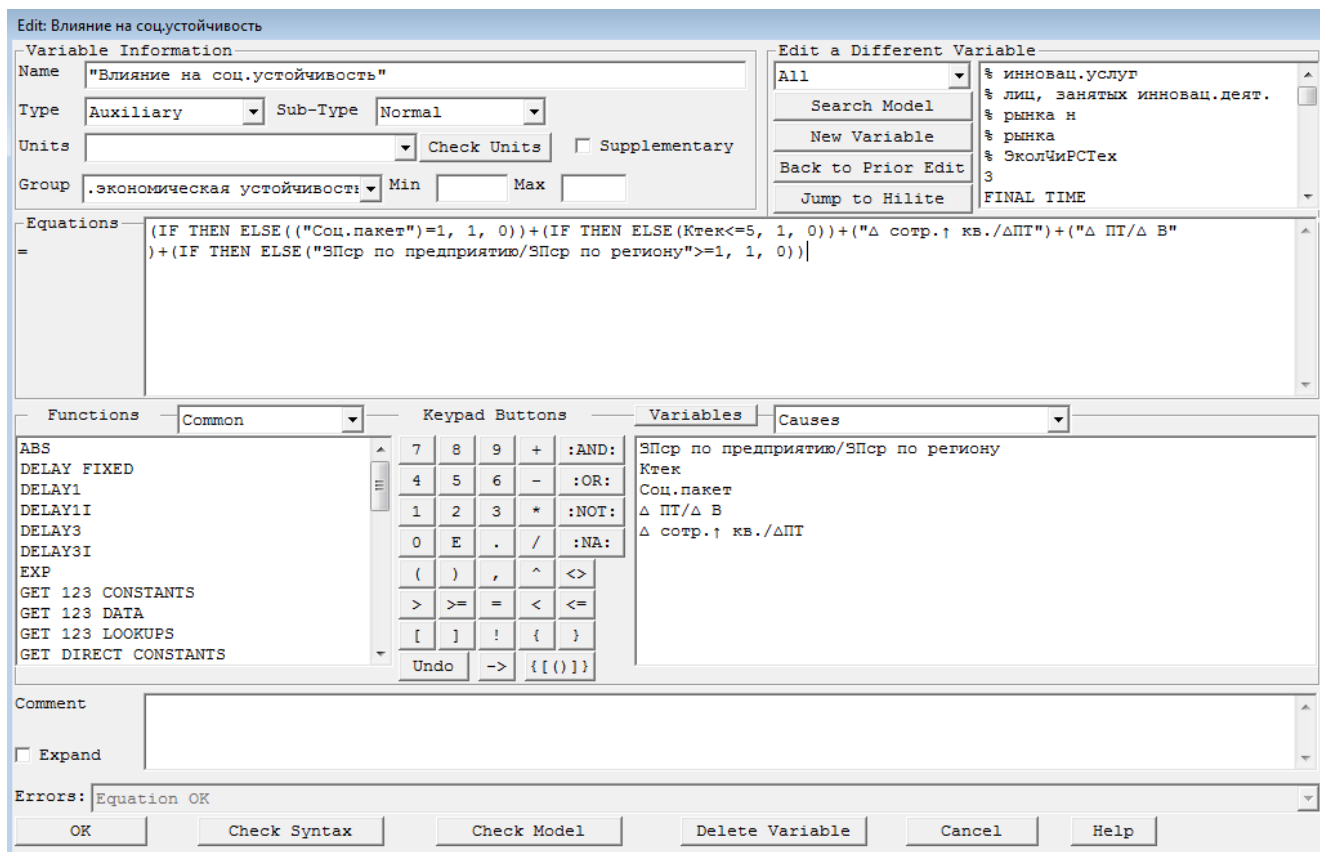 Edit: Влияние на соц.устойчивость
Variable Information
Name "Влияние на соц.устойчивость"
Type Auxiliary Sub-Type Normal
Units Check Units Supplementary
Group .экономическая устойчивость Min Max
Edit a Different Variable
All
Search Model
New Variable
Back to Prior Edit
Jump to Hilite
% инновац.услуг
% лиц, занятых инновац.деят.
% рынка н
% рынка
% ЭколЧиРСТех
3
FINAL TIME
Equations
=
(IF THEN ELSE(("Соц.пакет")=1, 1, 0))+(IF THEN ELSE(Ктек<=5, 1, 0))+("Δ сотр.↑ кв./ΔПТ")+("Δ ПТ/Δ В"
)+(IF THEN ELSE("ЗПср по предприятию/ЗПср по региону">=1, 1, 0))
Functions Common
ABS
DELAY FIXED
DELAY1
DELAY1I
DELAY3
DELAY3I
EXP
GET 123 CONSTANTS
GET 123 DATA
GET 123 LOOKUPS
GET DIRECT CONSTANTS
Keypad Buttons
7 8 9 + :AND:
4 5 6 - :OR:
1 2 3 * :NOT:
0 E . / :NA:
( ) , ^ <>
> >= = < <=
[ ] ! { }
Undo -> {[()]}
Variables Causes
ЗПср по предприятию/ЗПср по региону
Ктек
Соц.пакет
Δ ПТ/Δ В
Δ сотр.↑ кв./ΔПТ
Comment
Expand
Errors: Equation OK
OK Check Syntax Check Model Delete Variable Cancel Help